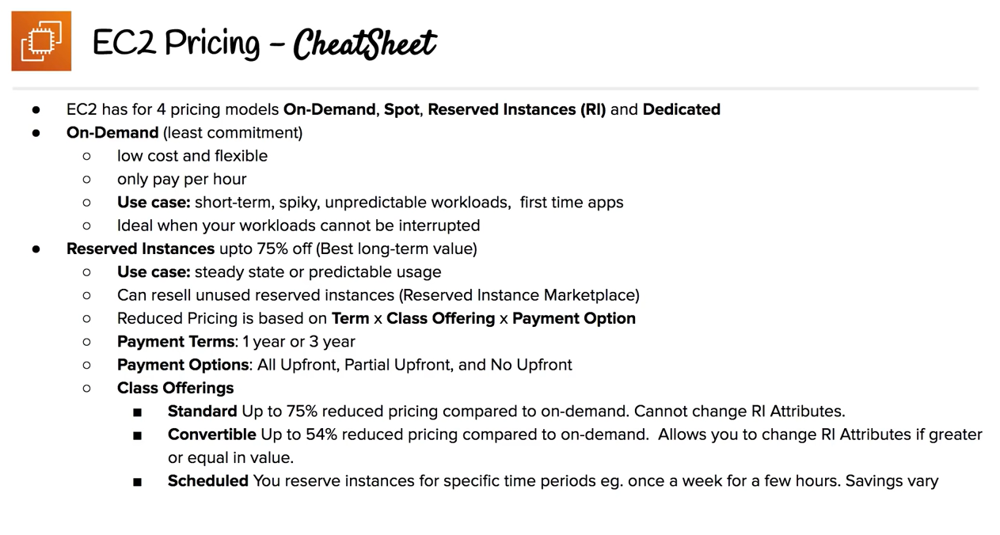 EC2 Pricing – CheatSheet
● EC2 has for 4 pricing models On-Demand, Spot, Reserved Instances (RI) and Dedicated
● On-Demand (least commitment)
○ low cost and flexible
○ only pay per hour
○ Use case: short-term, spiky, unpredictable workloads,  first time apps
○ Ideal when your workloads cannot be interrupted
● Reserved Instances upto 75% off (Best long-term value)
○ Use case: steady state or predictable usage
○ Can resell unused reserved instances (Reserved Instance Marketplace)
○ Reduced Pricing is based on Term x Class Offering x Payment Option
○ Payment Terms: 1 year or 3 year
○ Payment Options: All Upfront, Partial Upfront, and No Upfront
○ Class Offerings
■ Standard Up to 75% reduced pricing compared to on-demand. Cannot change RI Attributes.
■ Convertible Up to 54% reduced pricing compared to on-demand.  Allows you to change RI Attributes if greater
or equal in value.
■ Scheduled You reserve instances for specific time periods eg. once a week for a few hours. Savings vary